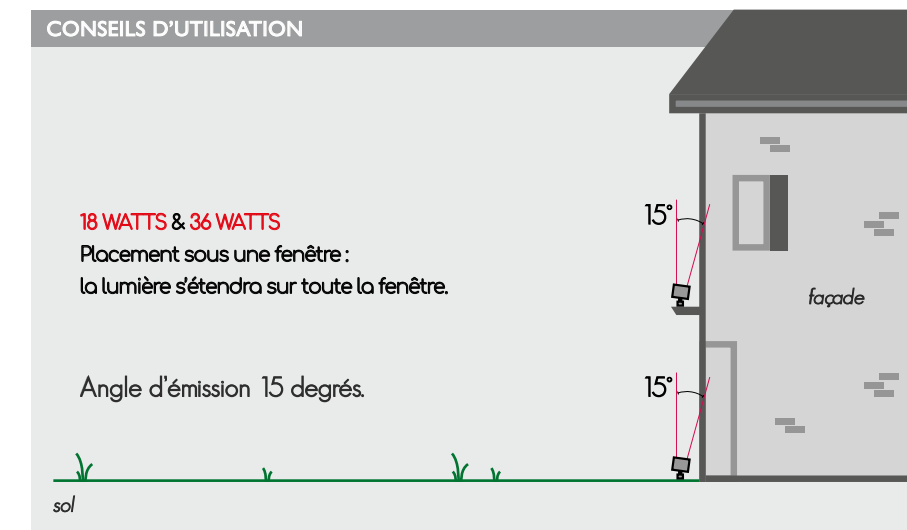 CONSEILS D'UTILISATION
18 WATTS & 36 WATTS
Placement sous une fenêtre :
la lumière s'étendra sur toute la fenêtre.
Angle d'émission 15 degrés.
15°
façade
15°
sol